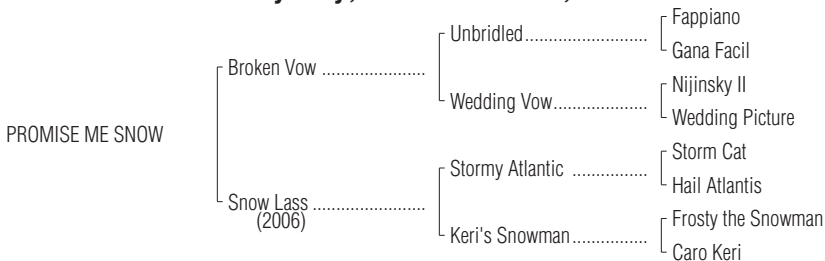 Fappiano
Unbridled..........................
Gana Facil
Broken Vow ......................
Nijinsky II
Wedding Vow....................
Wedding Picture
PROMISE ME SNOW
Storm Cat
Stormy Atlantic ................
Hail Atlantis
Snow Lass ........................
(2006)
Frosty the Snowman
Keri's Snowman................
Caro Keri